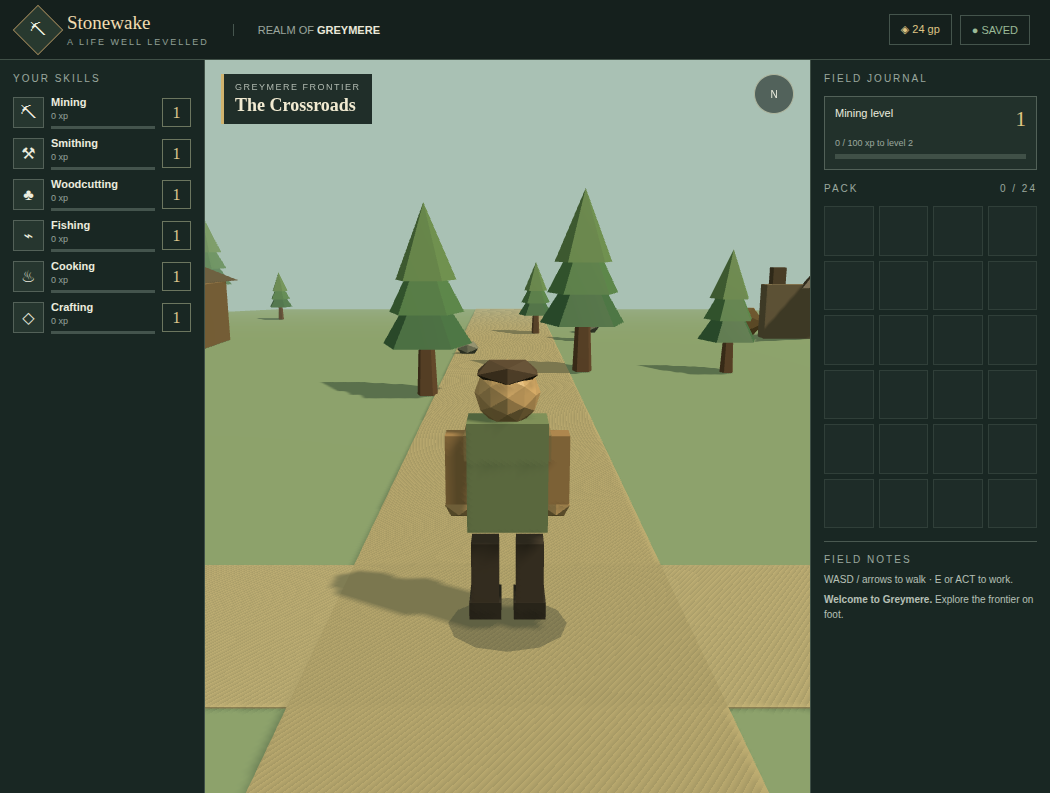 Stonewake
A LIFE WELL LEVELLED
REALM OF GREYMERE
◈ 24 gp
● SAVED
YOUR SKILLS
Mining
0 xp
1
Smithing
0 xp
1
Woodcutting
0 xp
1
Fishing
0 xp
1
Cooking
0 xp
1
Crafting
0 xp
1
GREYMERE FRONTIER
The Crossroads
N
FIELD JOURNAL
Mining level
1
0 / 100 xp to level 2
PACK
0 / 24
FIELD NOTES
WASD / arrows to walk · E or ACT to work.
Welcome to Greymere. Explore the frontier on
foot.